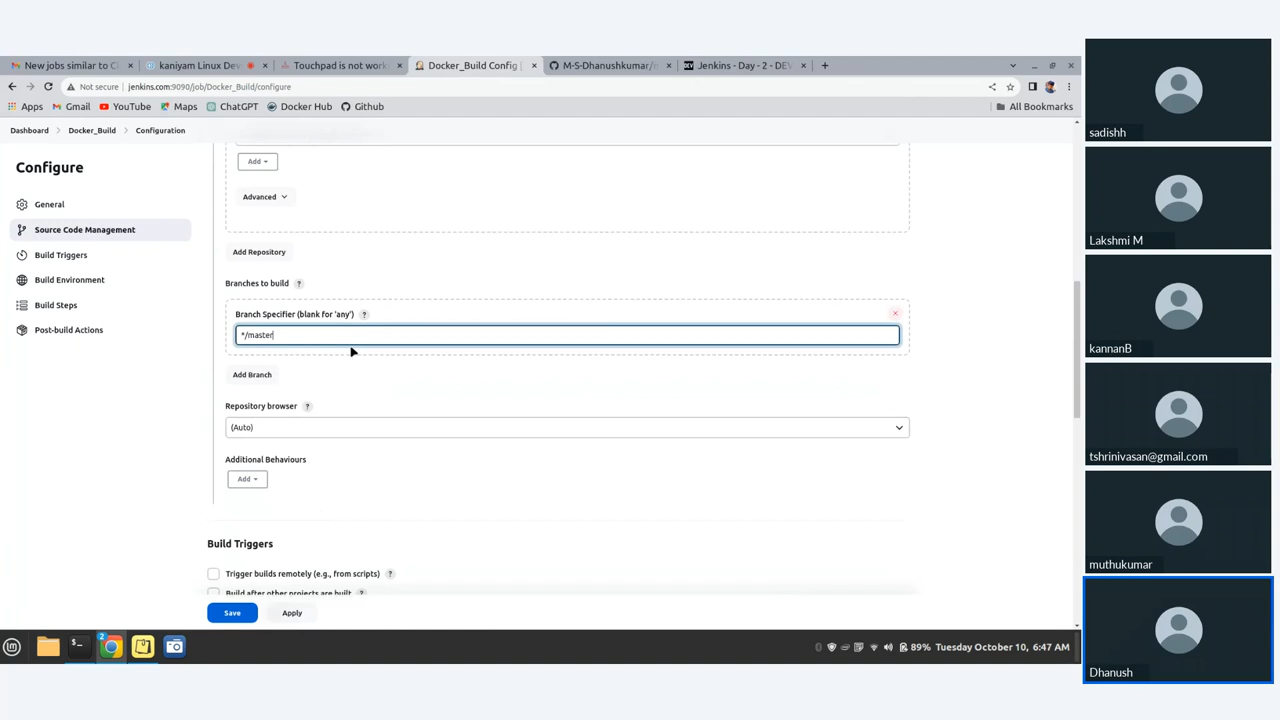 New jobs similar to C
kaniyam Linux Dev
Touchpad is not work
Docker_Build Config
M-S-Dhanushkumar/
Jenkins - Day - 2 - DEV
Not secure
jenkins.com:9090/job/Docker_Build/configure
Apps
Gmail
YouTube
Maps
ChatGPT
Docker Hub
Github
All Bookmarks
Dashboard
Docker_Build
Configuration
Configure
General
Source Code Management
Build Triggers
Build Environment
Build Steps
Post-build Actions
Add
Advanced
Add Repository
Branches to build ?
Branch Specifier (blank for 'any') ?
*/master
Add Branch
Repository browser ?
(Auto)
Additional Behaviours
Add
Build Triggers
Trigger builds remotely (e.g., from scripts) ?
Build after other projects are built ?
Save
Apply
2
89% Tuesday October 10, 6:47 AM
sadishh
Lakshmi M
kannanB
tshrinivasan@gmail.com
muthukumar
Dhanush